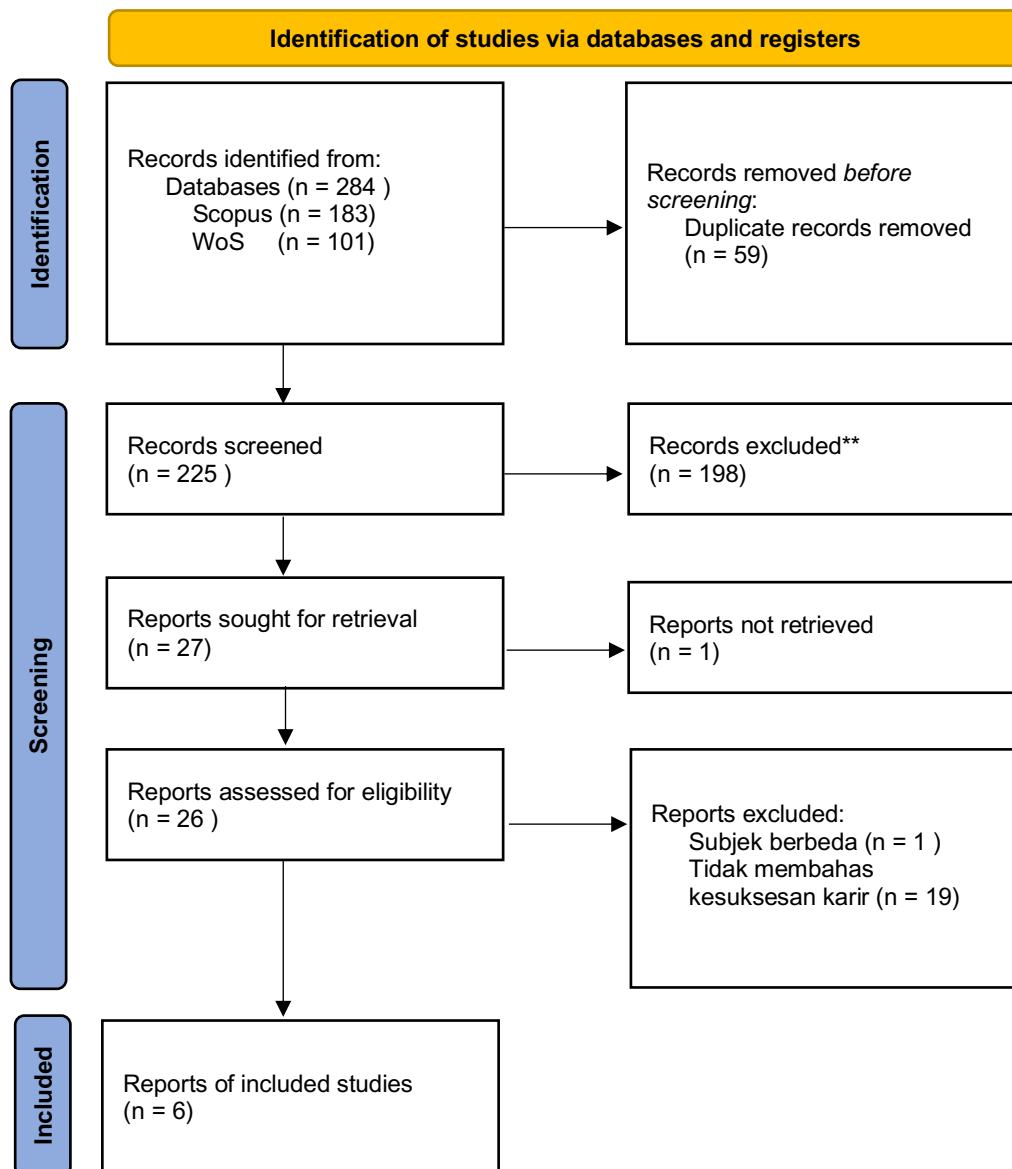 Identification of studies via databases and registers
Identification
Records identified from:
Databases (n = 284 )
Scopus (n = 183)
WoS (n = 101)
Records removed before
screening:
Duplicate records removed
(n = 59)
Screening
Records screened
(n = 225 )
Records excluded**
(n = 198)
Reports sought for retrieval
(n = 27)
Reports not retrieved
(n = 1)
Reports assessed for eligibility
(n = 26 )
Reports excluded:
Subjek berbeda (n = 1 )
Tidak membahas
kesuksesan karir (n = 19)
Included
Reports of included studies
(n = 6)